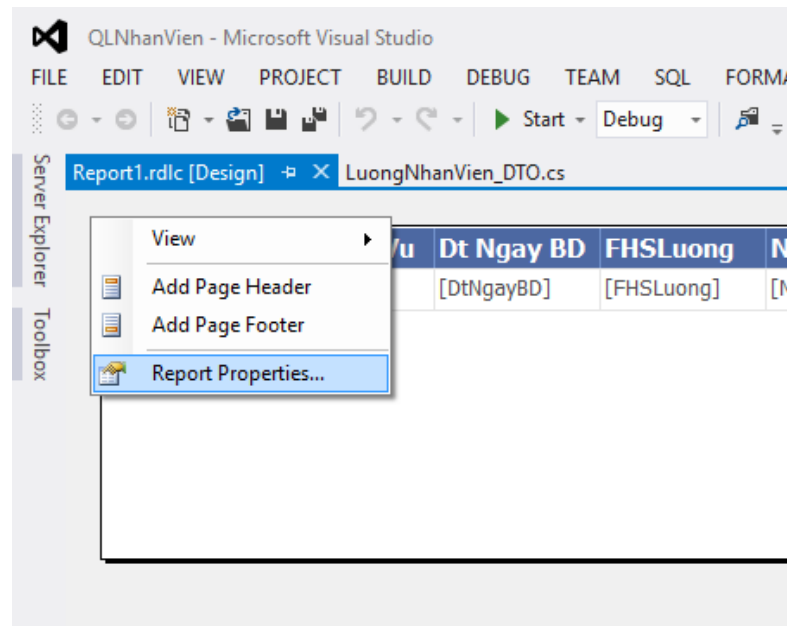 QLNhanVien - Microsoft Visual Studio
FILE EDIT VIEW PROJECT BUILD DEBUG TEAM SQL
Start Debug
Server Explorer
Toolbox
Report1.rdlc [Design] LuongNhanVien_DTO.cs
View
Add Page Header
Add Page Footer
Report Properties...
Dt Ngay BD FHSLuong
[DtNgayBD] [FHSLuong]